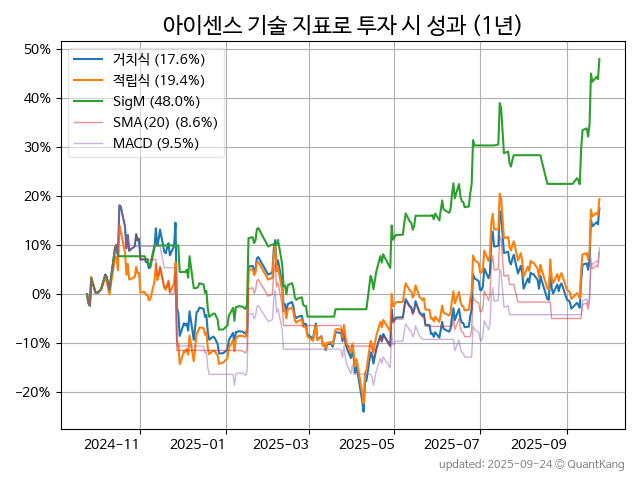 아이센스 기술 지표로 투자 시 성과 (1년)
50%
40%
30%
20%
10%
0%
−10%
−20%
거치식 (17.6%)
적립식 (19.4%)
SigM (48.0%)
SMA(20) (8.6%)
MACD (9.5%)
2024-11
2025-01
2025-03
2025-05
2025-07
2025-09
updated: 2025-09-24 © QuantKang